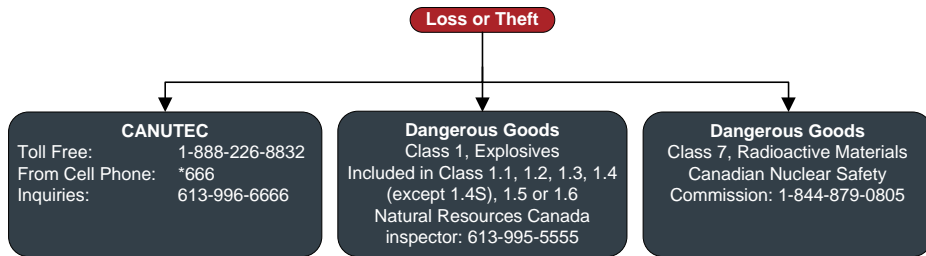 Loss or Theft
CANUTEC
Toll Free: 1-888-226-8832
From Cell Phone: *666
Inquiries: 613-996-6666
Dangerous Goods
Class 1, Explosives
Included in Class 1.1, 1.2, 1.3, 1.4
(except 1.4S), 1.5 or 1.6
Natural Resources Canada
inspector: 613-995-5555
Dangerous Goods
Class 7, Radioactive Materials
Canadian Nuclear Safety
Commission: 1-844-879-0805